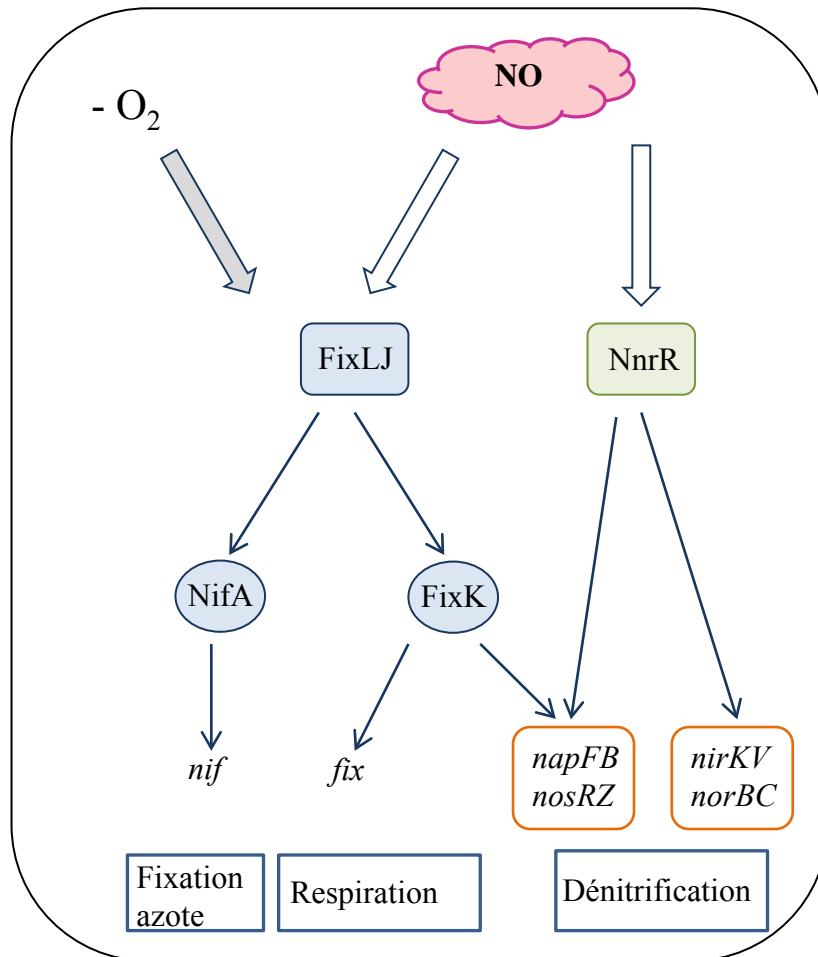 NO
- O₂
FixLJ
NnrR
NifA
FixK
nif
fix
napFB
nosRZ
nirKV
norBC
Fixation
azote
Respiration
Dénitrification